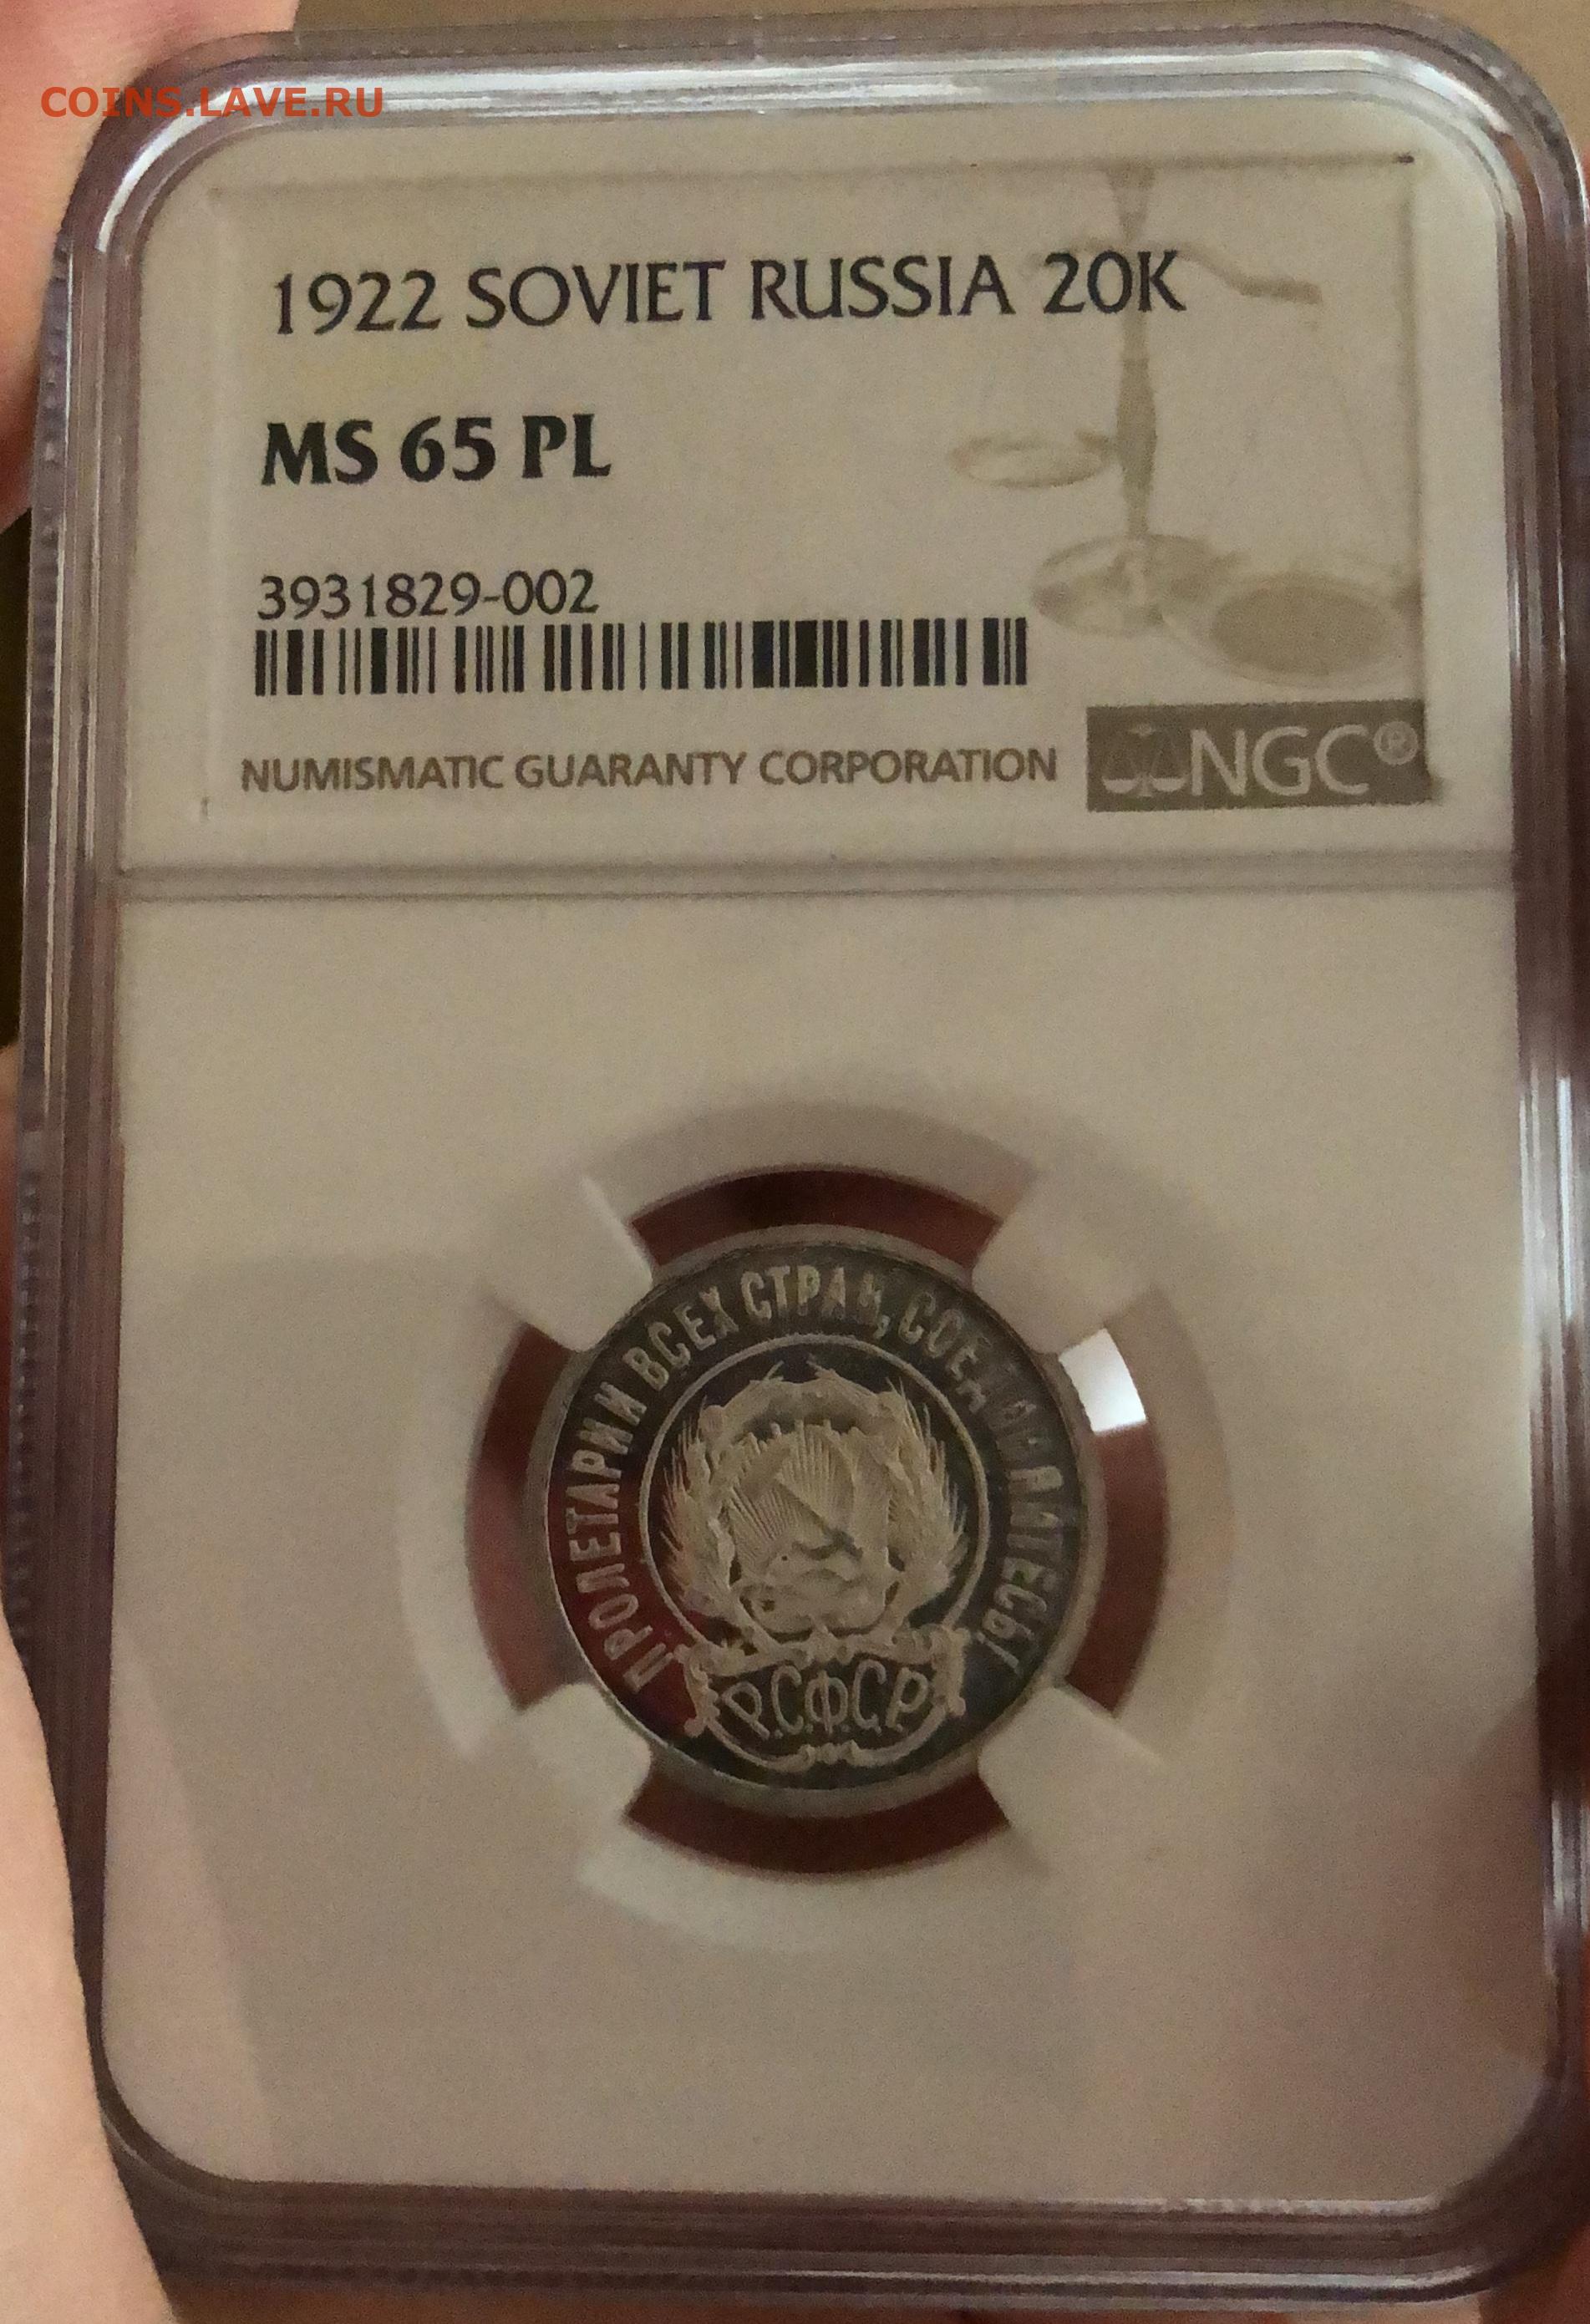 COINS.LAVE.RU
1922 SOVIET RUSSIA 20K
MS 65 PL
3931829-002
NUMISMATIC GUARANTY CORPORATION NGC®
ПРОЛЕТАРИИ ВСЕХ СТРАН, СОЕДИНЯЙТЕСЬ!
Р.С.Ф.С.Р.